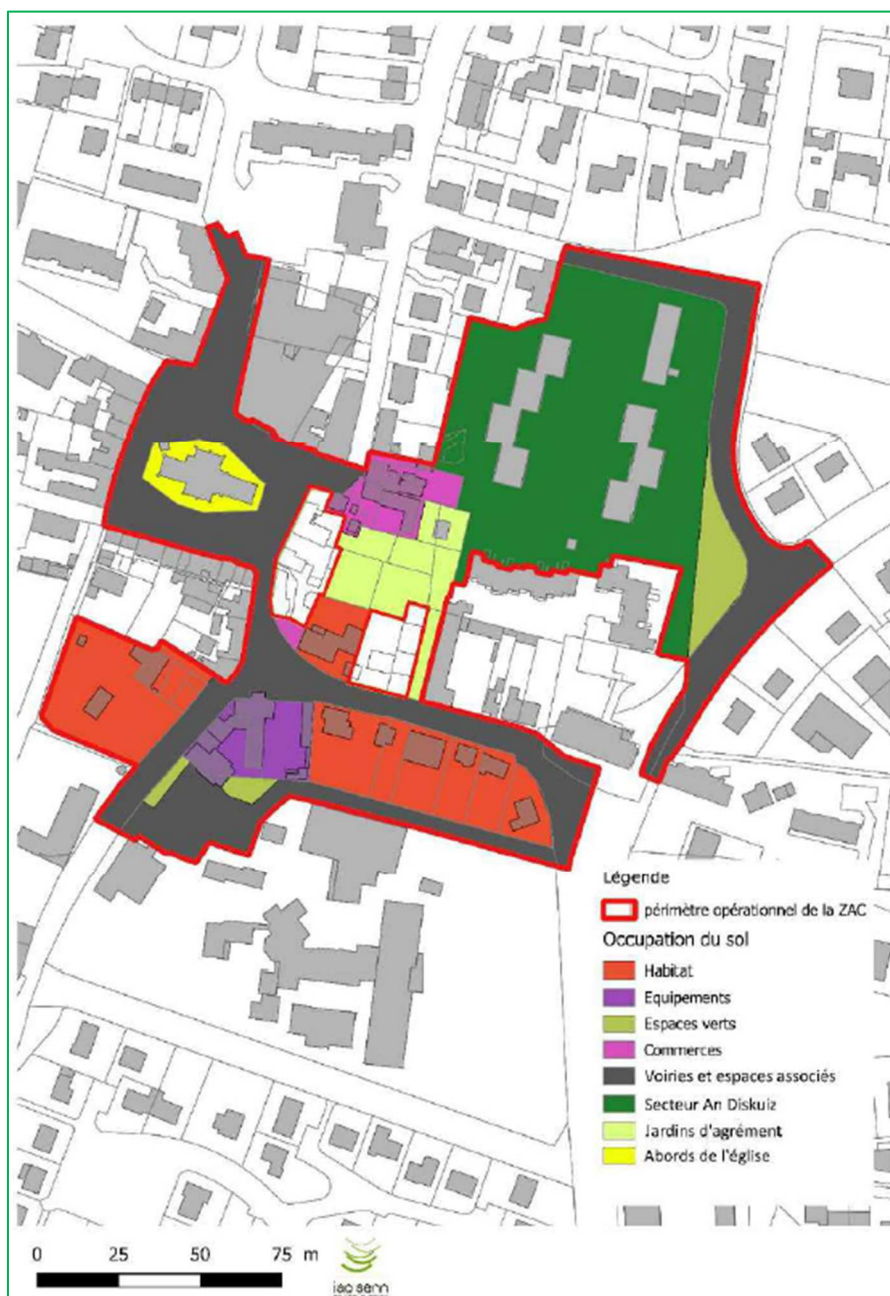 Légende
périmètre opérationnel de la ZAC
Occupation du sol
Habitat
Equipements
Espaces verts
Commerces
Voiries et espaces associés
Secteur An Diskuiz
Jardins d'agrément
Abords de l'église
0 25 50 75 m